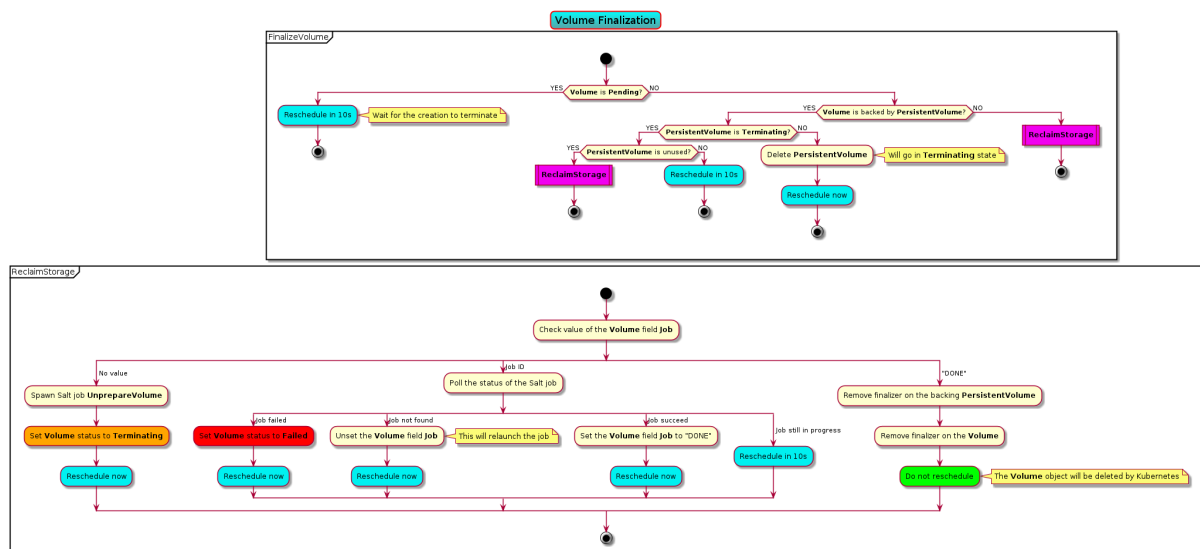 Volume Finalization
FinalizeVolume
Volume is Pending?
YES
NO
Reschedule in 10s
Wait for the creation to terminate
Volume is backed by PersistentVolume?
YES
NO
PersistentVolume is Terminating?
YES
NO
ReclaimStorage
PersistentVolume is unused?
YES
NO
Delete PersistentVolume
Will go in Terminating state
ReclaimStorage
Reschedule in 10s
Reschedule now
ReclaimStorage
Check value of the Volume field Job
No value
Job ID
"DONE"
Spawn Salt job UnprepareVolume
Poll the status of the Salt job
Remove finalizer on the backing PersistentVolume
Set Volume status to Terminating
Job failed
Job not found
Job succeed
Job still in progress
Set Volume status to Failed
Unset the Volume field Job
This will relaunch the job
Set the Volume field Job to "DONE"
Remove finalizer on the Volume
Reschedule in 10s
Reschedule now
Reschedule now
Reschedule now
Reschedule now
Do not reschedule
The Volume object will be deleted by Kubernetes